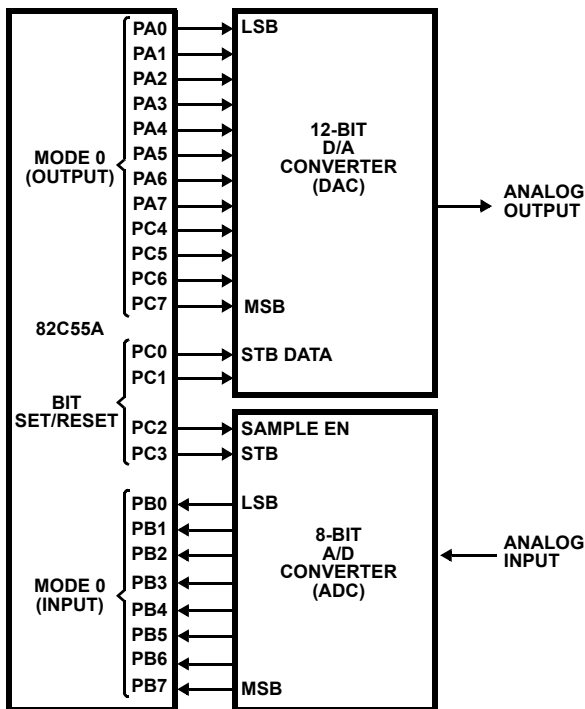 PA0
PA1
PA2
PA3
PA4
PA5
PA6
PA7
PC4
PC5
PC6
PC7
MODE 0
(OUTPUT)
82C55A
PC0
PC1
PC2
PC3
BIT
SET/RESET
PB0
PB1
PB2
PB3
PB4
PB5
PB6
PB7
MODE 0
(INPUT)
LSB
12-BIT
D/A
CONVERTER
(DAC)
MSB
STB DATA
ANALOG
OUTPUT
SAMPLE EN
STB
LSB
8-BIT
A/D
CONVERTER
(ADC)
MSB
ANALOG
INPUT